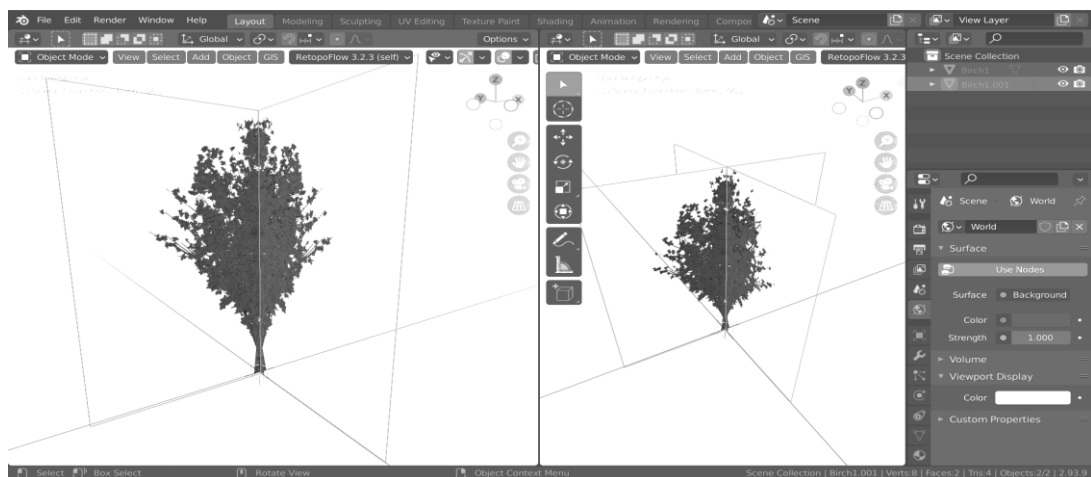 File Edit Render Window Help Layout Modeling Sculpting UV Editing Texture Paint Shading Animation Rendering Compos Scene View Layer
Global Options Global
Object Mode View Select Add Object GIS RetopoFlow 3.2.3 (self) Object Mode View Select Add Object GIS RetopoFlow 3.2.3
Scene Collection
Birch1
Birch1.001
Z
Y
X
Z
Y
X
Scene World
World
Surface
Use Nodes
Surface Background
Color
Strength 1.000
Volume
Viewport Display
Color
Custom Properties
Select Box Select Rotate View Object Context Menu Scene Collection | Birch1.001 | Verts:8 | Faces:2 | Tris:4 | Objects:2/2 | 2.93.9